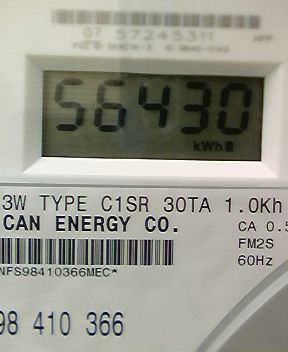 07 57245311
56430
kWh
3W TYPE C1SR 30TA 1.0Kh
CAN ENERGY CO.
CA 0.5
FM2S
60Hz
NFS98410366MEC*
98 410 366